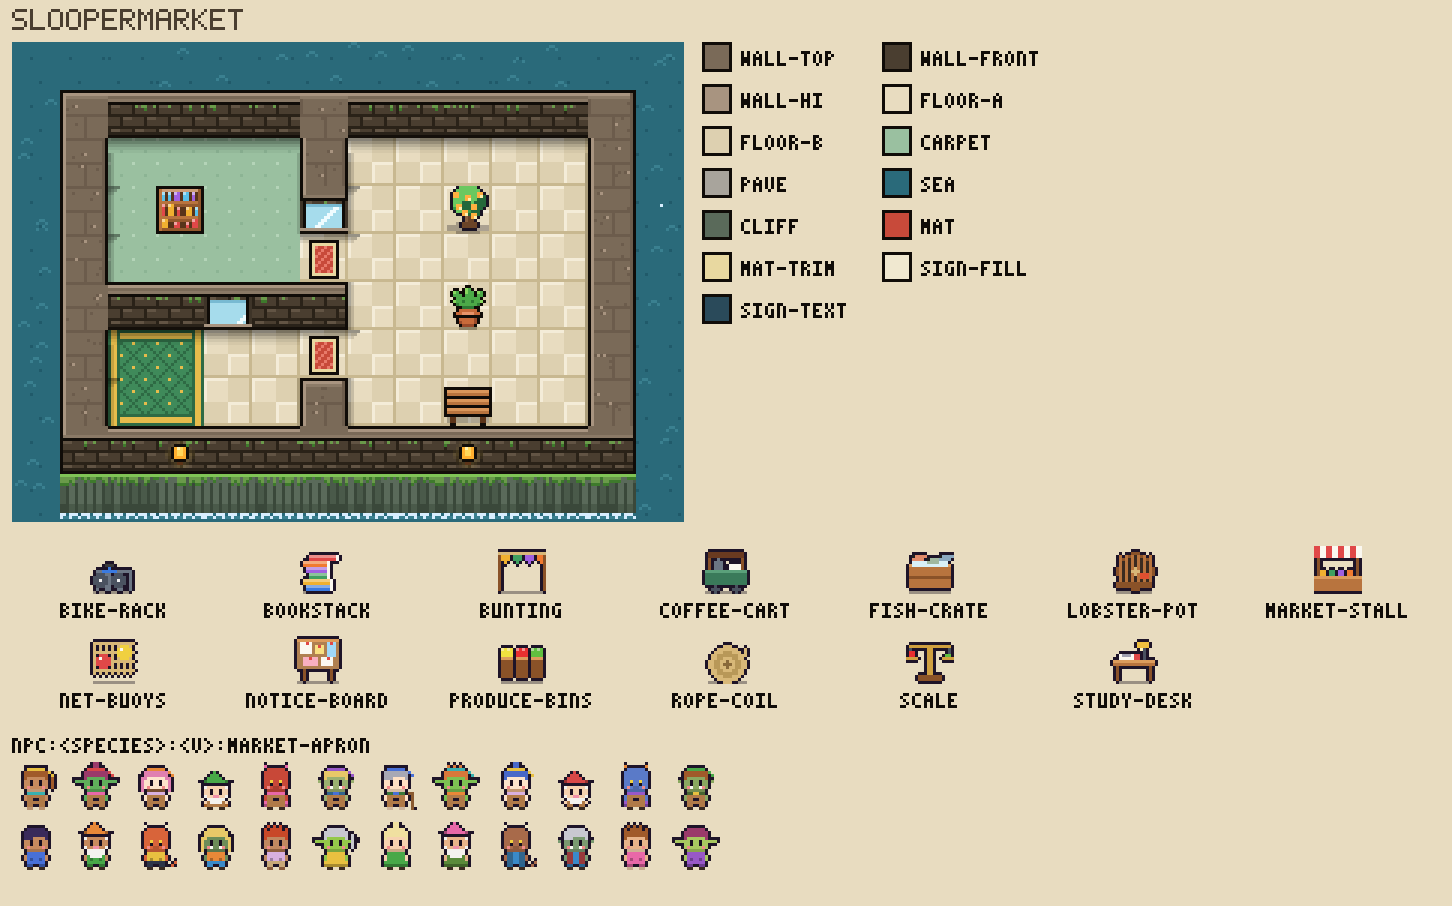 SLOOPERMARKET
WALL-TOP WALL-FRONT
WALL-HI FLOOR-A
FLOOR-B CARPET
PAVE SEA
CLIFF MAT
MAT-TRIM SIGN-FILL
SIGN-TEXT
BIKE-RACK BOOKSTACK BUNTING COFFEE-CART FISH-CRATE LOBSTER-POT MARKET-STALL
NET-BUOYS NOTICE-BOARD PRODUCE-BINS ROPE-COIL SCALE STUDY-DESK
NPC:<SPECIES>:<V>:MARKET-APRON